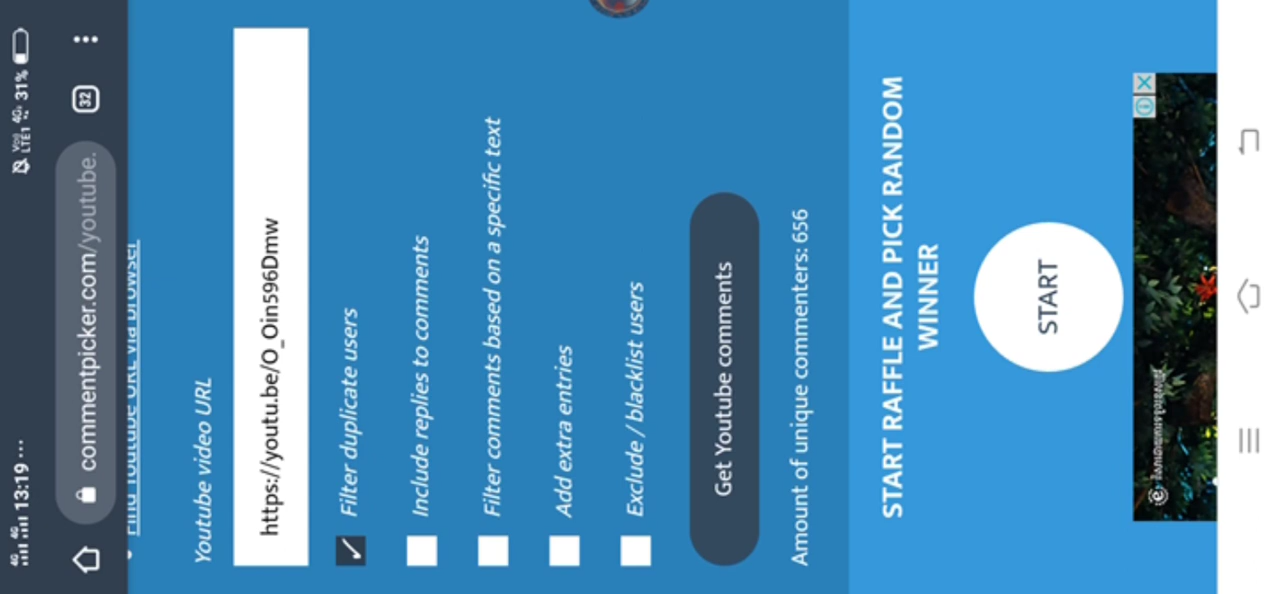 13:19 ...
31%
commentpicker.com/youtube.
32
Find Youtube URL via browser
Youtube video URL
https://youtu.be/O_Oin596Dmw
Filter duplicate users
Include replies to comments
Filter comments based on a specific text
Add extra entries
Exclude / blacklist users
Get Youtube comments
Amount of unique commenters: 656
START RAFFLE AND PICK RANDOM
WINNER
START